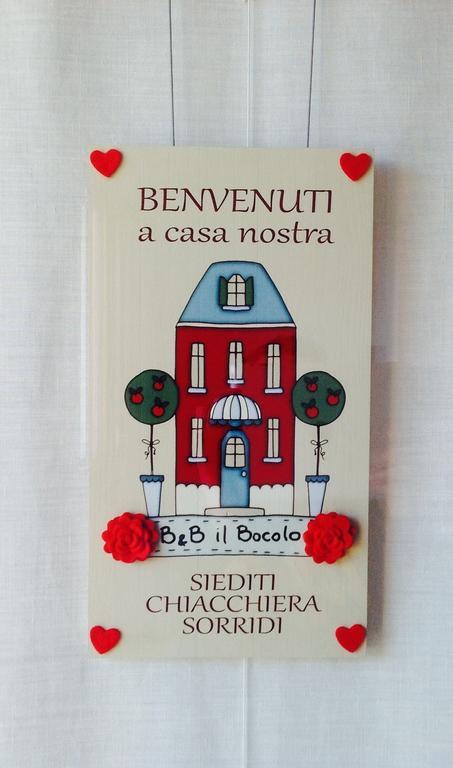 BENVENUTI
a casa nostra
B&B il Bocolo
SIEDITI
CHIACCHIERA
SORRIDI